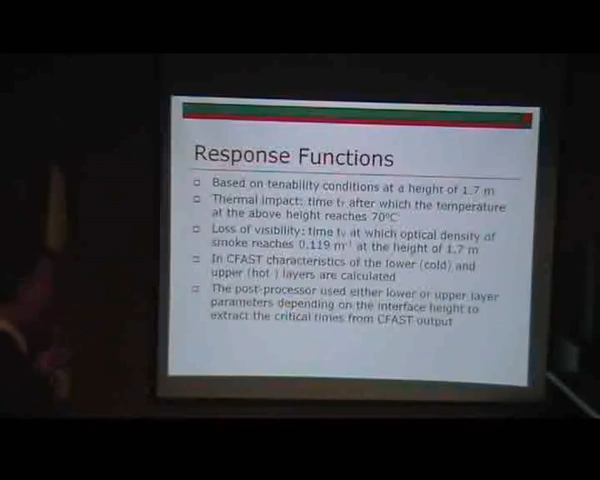 Response Functions
Based on tenability conditions at a height of 1.7 m
Thermal impact: time tT after which the temperature
at the above height reaches 70ºC
Loss of visibility: time tv at which optical density of
smoke reaches 0.119 m-1 at the height of 1.7 m
In CFAST characteristics of the lower (cold) and
upper (hot ) layers are calculated
The post-processor used either lower or upper layer
parameters depending on the interface height to
extract the critical times from CFAST output